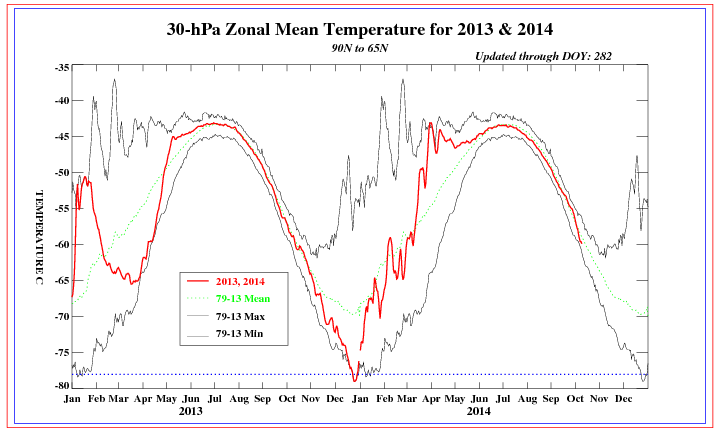 30-hPa Zonal Mean Temperature for 2013 & 2014
90N to 65N
Updated through DOY: 282
-35
-40
-45
-50
-55
-60
-65
-70
-75
-80
TEMPERATURE C
2013, 2014
79-13 Mean
79-13 Max
79-13 Min
Jan Feb Mar Apr May Jun Jul Aug Sep Oct Nov Dec Jan Feb Mar Apr May Jun Jul Aug Sep Oct Nov Dec
2013 2014